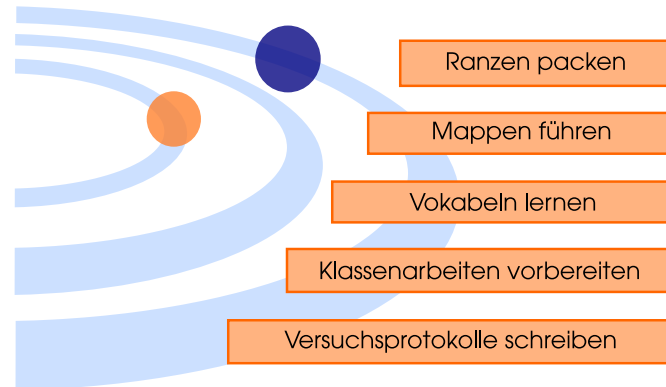 Ranzen packen
Mappen führen
Vokabeln lernen
Klassenarbeiten vorbereiten
Versuchsprotokolle schreiben